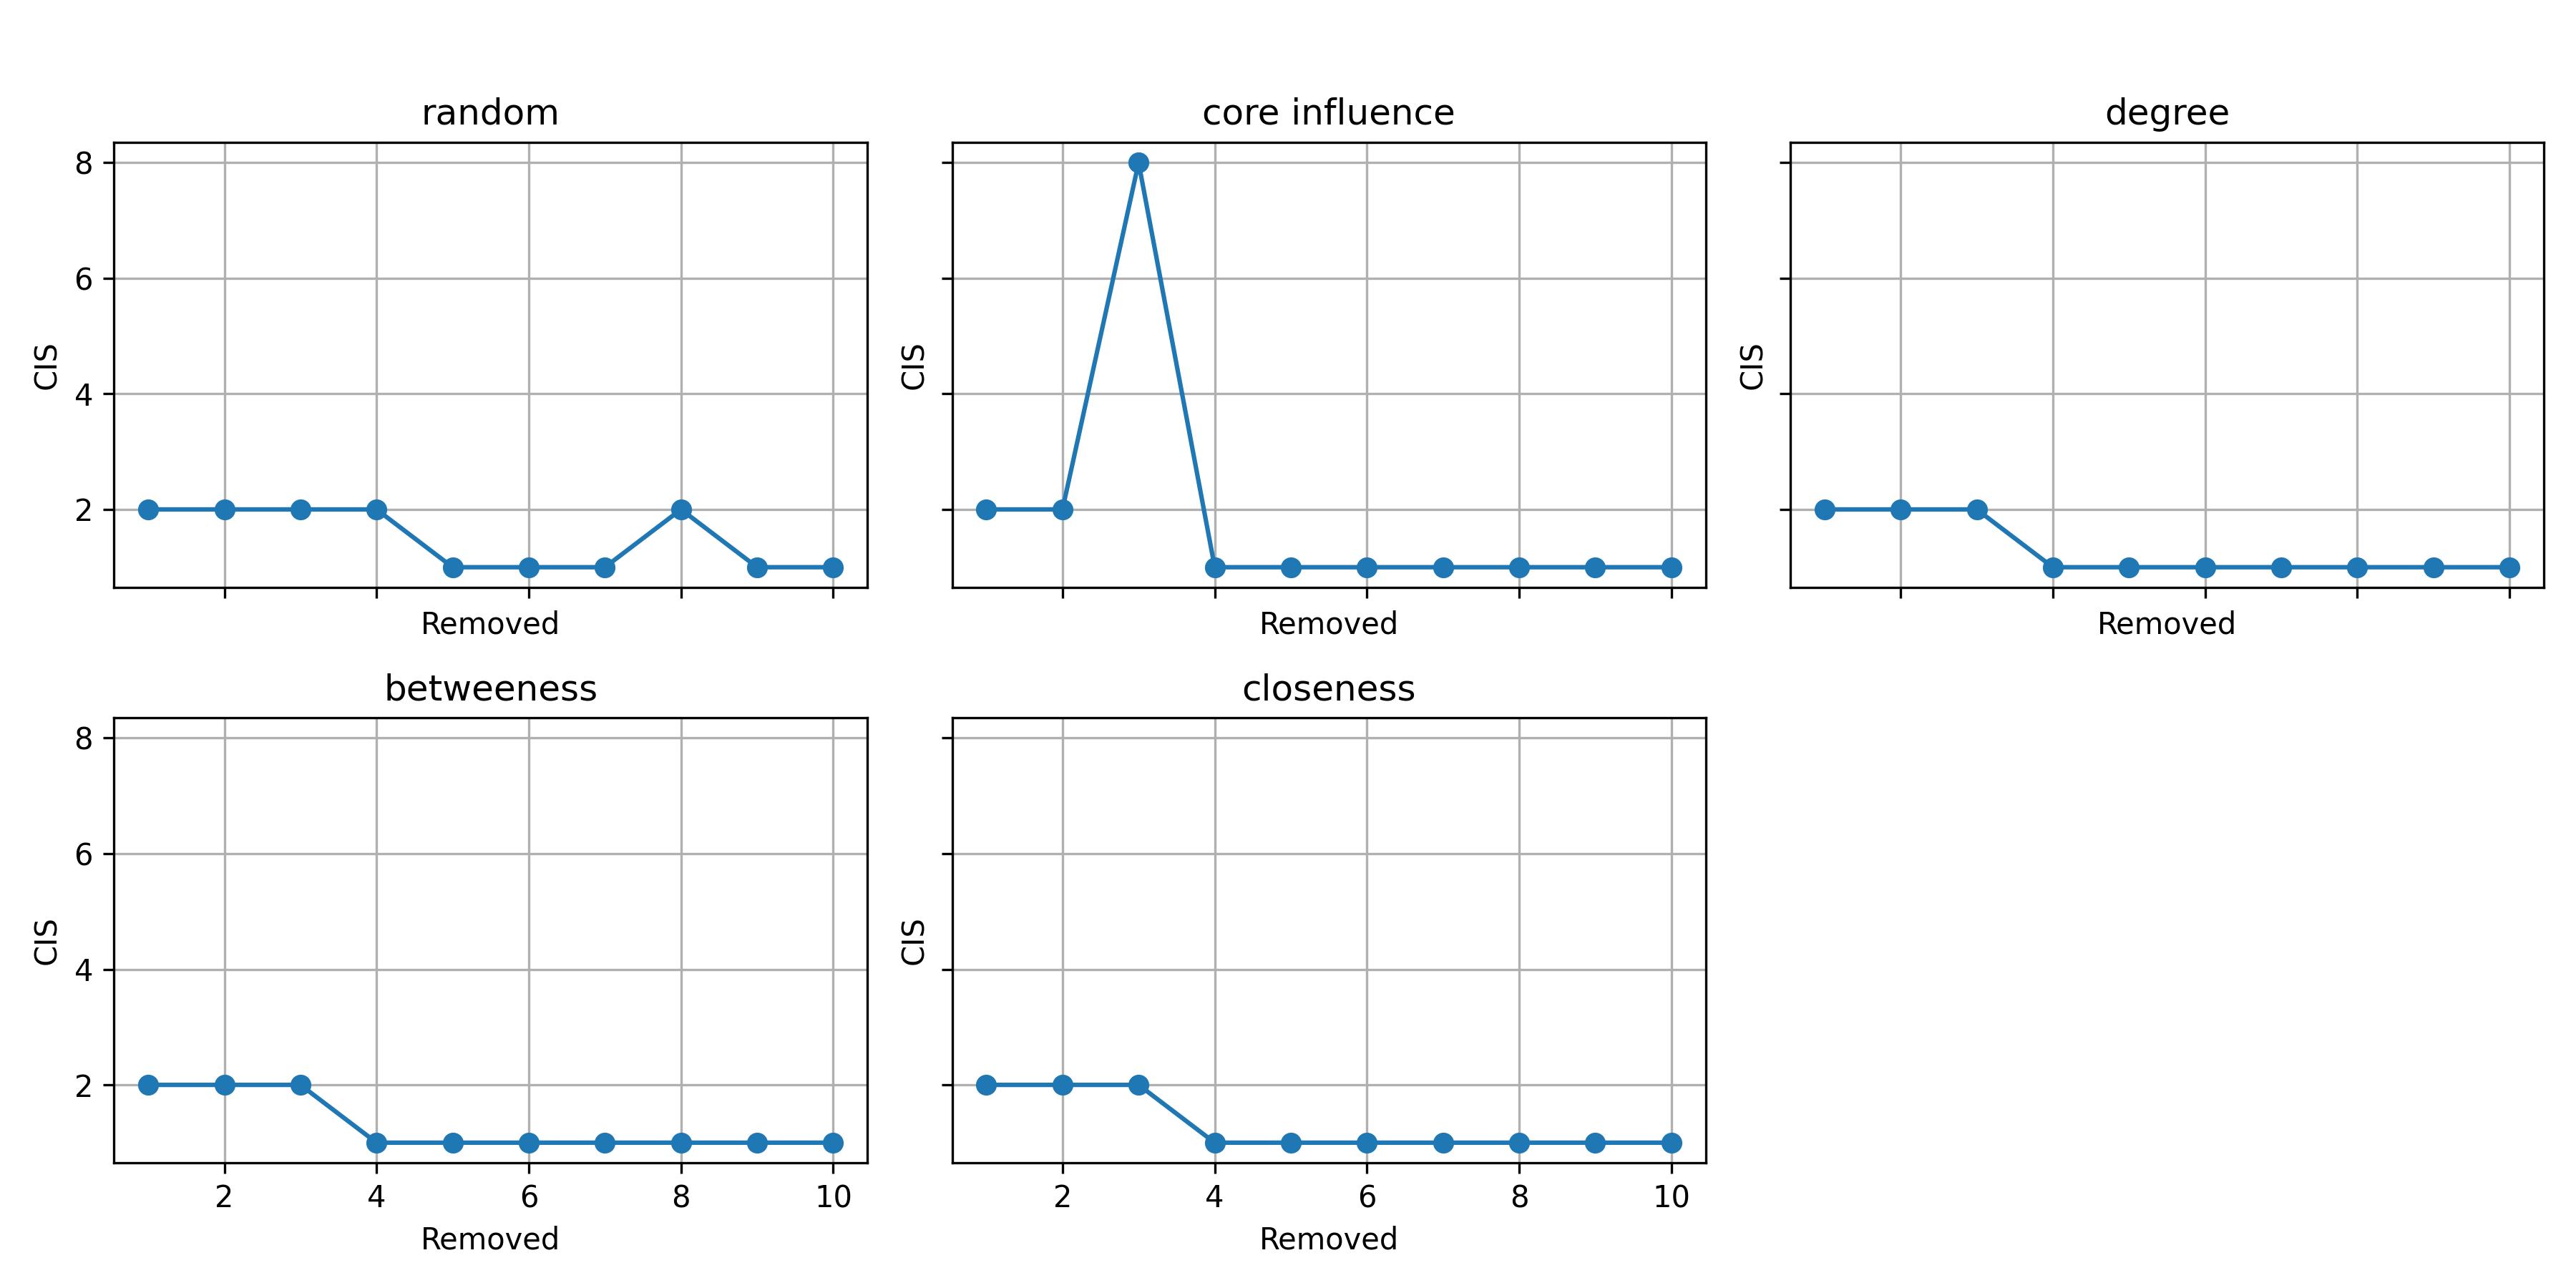 random
8
6
4
2
CIS
Removed
core influence
CIS
Removed
degree
CIS
Removed
betweeness
8
6
4
2
CIS
2 4 6 8 10
Removed
closeness
CIS
2 4 6 8 10
Removed